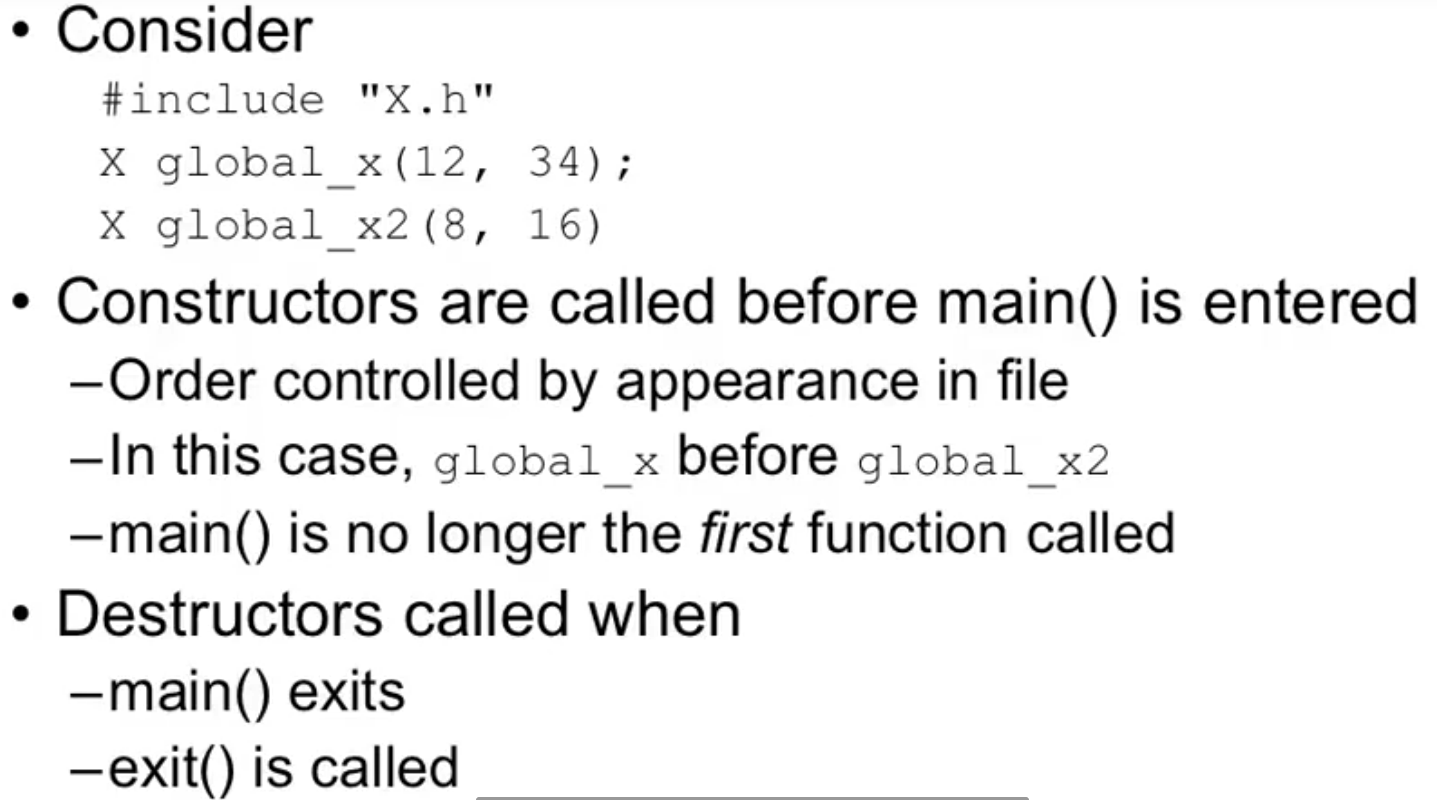 • Consider
#include "X.h"
X global_x(12, 34);
X global_x2(8, 16)
• Constructors are called before main() is entered
–Order controlled by appearance in file
–In this case, global_x before global_x2
–main() is no longer the first function called
• Destructors called when
–main() exits
–exit() is called